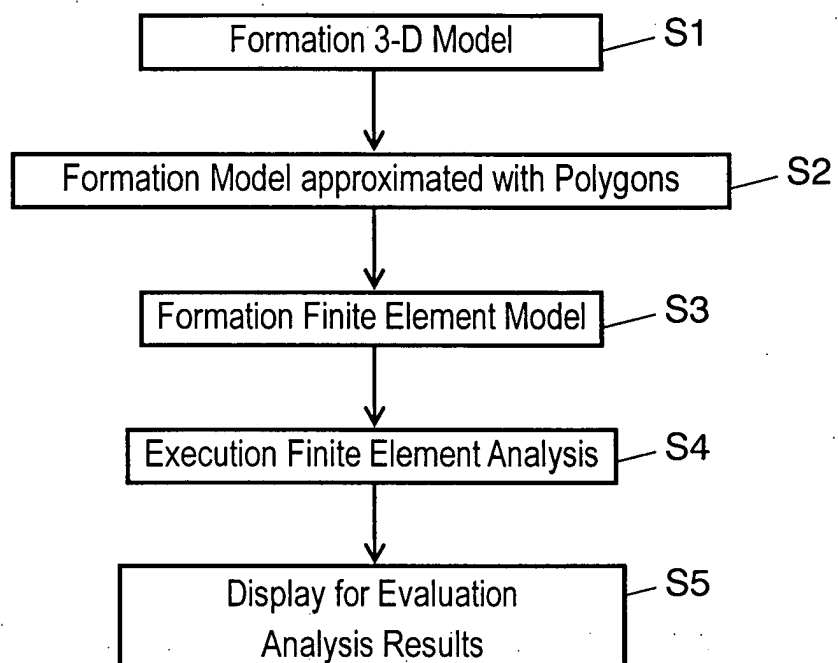 Formation 3-D Model
S1
Formation Model approximated with Polygons
S2
Formation Finite Element Model
S3
Execution Finite Element Analysis
S4
Display for Evaluation
Analysis Results
S5